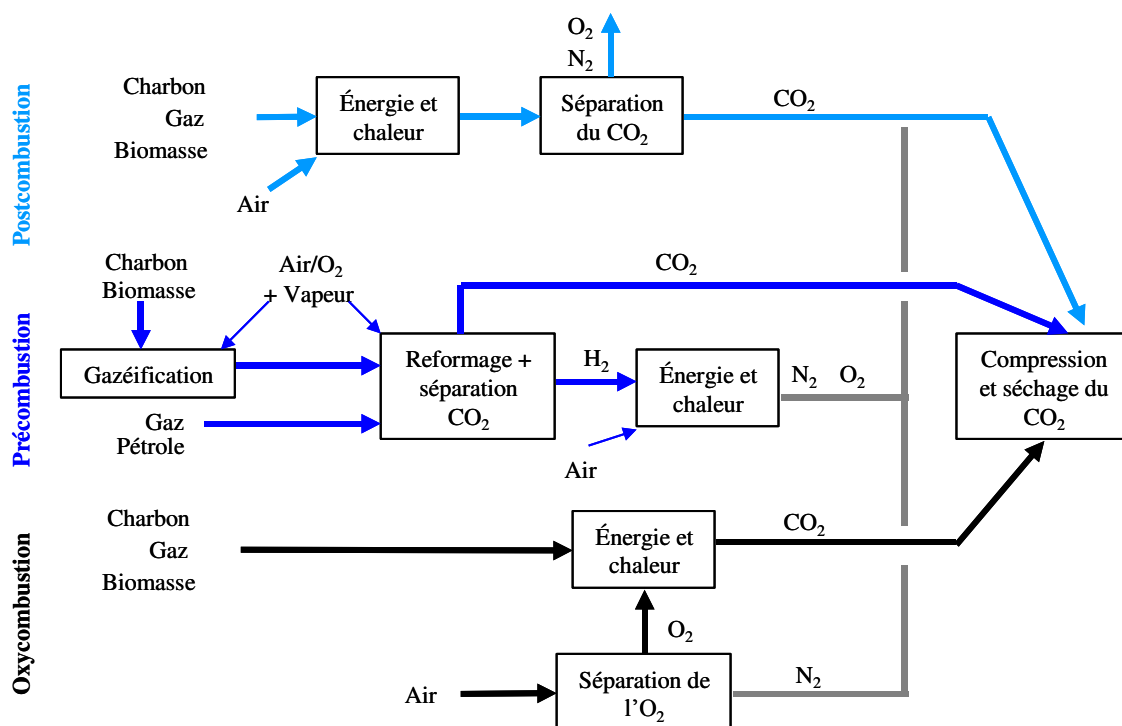 Postcombustion
Charbon
Gaz
Biomasse
Air
Énergie et
chaleur
O₂
N₂
Séparation
du CO₂
CO₂
Précombustion
Charbon
Biomasse
Air/O₂
+ Vapeur
Gazéification
Gaz
Pétrole
Reformage +
séparation
CO₂
CO₂
H₂
Énergie et
chaleur
Air
N₂ O₂
Compression
et séchage du
CO₂
Oxycombustion
Charbon
Gaz
Biomasse
Énergie et
chaleur
CO₂
O₂
Air
Séparation de
l’O₂
N₂